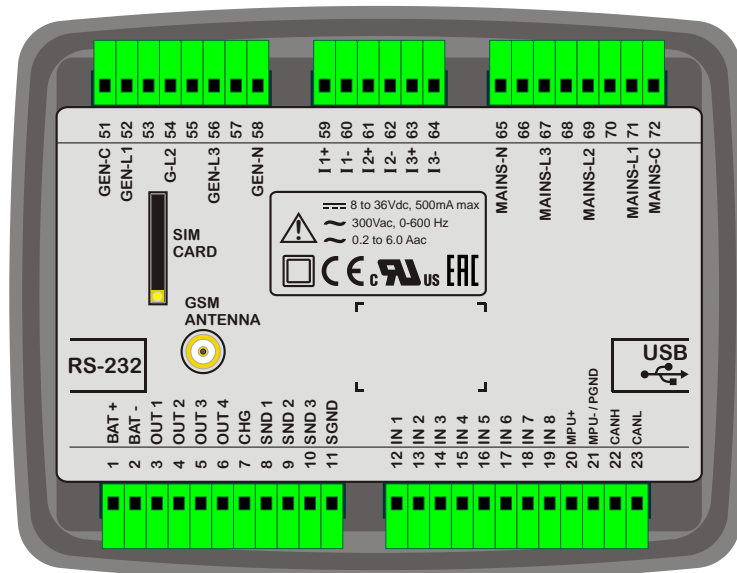 51 GEN-C
52 GEN-L1
53
54 G-L2
55
56 GEN-L3
57
58 GEN-N
59 I1+
60 I1-
61 I2+
62 I2-
63 I3+
64 I3-
65 MAINS-N
66
67 MAINS-L3
68
69 MAINS-L2
70
71 MAINS-L1
72 MAINS-C
SIM
CARD
8 to 36Vdc, 500mA max
300Vac, 0-600 Hz
0.2 to 6.0 Aac
CE c RU US EAC
GSM
ANTENNA
RS-232
USB
1 BAT +
2 BAT -
3 OUT 1
4 OUT 2
5 OUT 3
6 OUT 4
7 CHG
8 SND 1
9 SND 2
10 SND 3
11 SGND
12 IN 1
13 IN 2
14 IN 3
15 IN 4
16 IN 5
17 IN 6
18 IN 7
19 IN 8
20 MPU+
21 MPU- / PGND
22 CANH
23 CANL